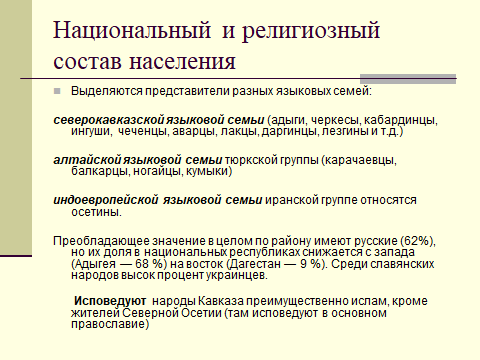 Национальный и религиозный
состав населения
Выделяются представители разных языковых семей:
северокавказской языковой семьи (адыги, черкесы, кабардинцы,
ингуши, чеченцы, аварцы, лакцы, даргинцы, лезгины и т.д.)
алтайской языковой семьи тюркской группы (карачаевцы,
балкарцы, ногайцы, кумыки)
индоевропейской языковой семьи иранской группе относятся
осетины.
Преобладающее значение в целом по району имеют русские (62%),
но их доля в национальных республиках снижается с запада
(Адыгея — 68 %) на восток (Дагестан — 9 %). Среди славянских
народов высок процент украинцев.
Исповедуют народы Кавказа преимущественно ислам, кроме
жителей Северной Осетии (там исповедуют в основном
православие)